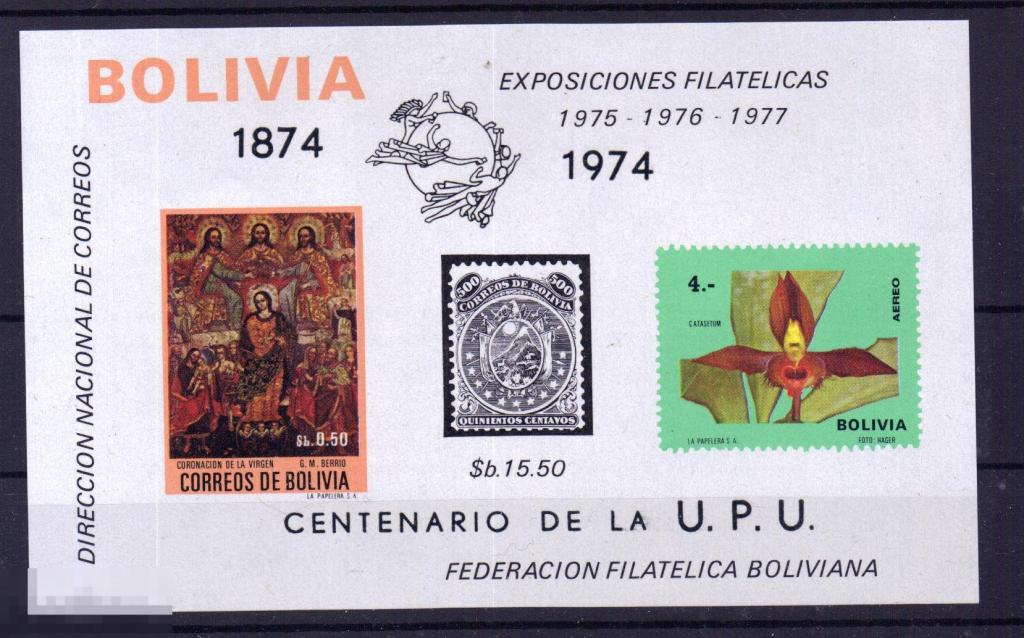 BOLIVIA
1874
EXPOSICIONES FILATELICAS
1975 - 1976 - 1977
1974
DIRECCION NACIONAL DE CORREOS
$b.0.50
CORONACION DE LA VIRGEN G. M. BERRIO
CORREOS DE BOLIVIA
LA PAPELERA S. A.
500 500
CORREOS DE BOLIVIA
QUINIENTOS CENTAVOS
$b.15.50
4.-
CATASETUM
AEREO
BOLIVIA
LA PAPELERA S A.
FOTO: HAGER
CENTENARIO DE LA U. P. U.
FEDERACION FILATELICA BOLIVIANA